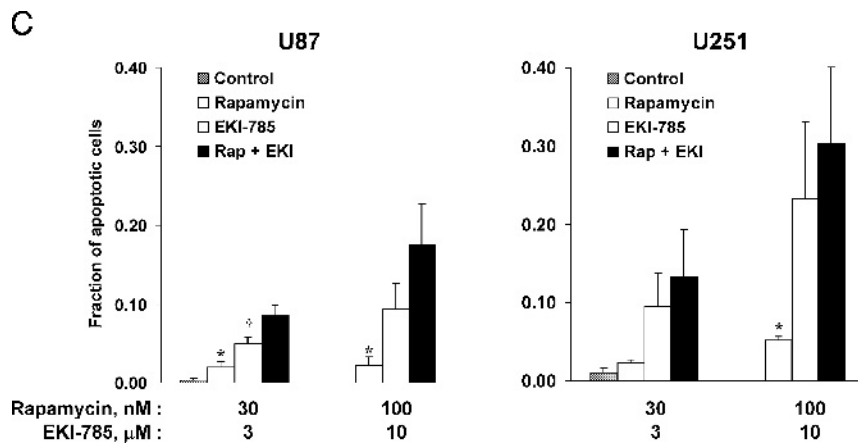 C
U87
0.40
Control
Rapamycin
EKI-785
Rap + EKI
0.30
0.20
0.10
0.00
Fraction of apoptotic cells
*
*
U251
0.40
Control
Rapamycin
EKI-785
Rap + EKI
0.30
0.20
0.10
0.00
*
Rapamycin, nM : 30 100 30 100
EKI-785, µM : 3 10 3 10